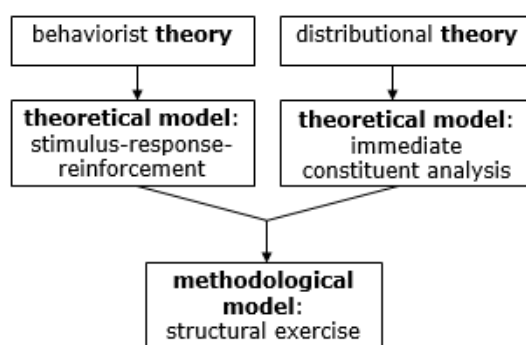 behaviorist theory
distributional theory
theoretical model:
stimulus-response-
reinforcement
theoretical model:
immediate
constituent analysis
methodological
model:
structural exercise